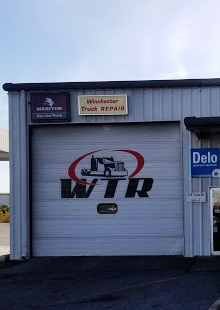 MERITOR
Service Point
Winchester
Truck REPAIR
WTR
Delo